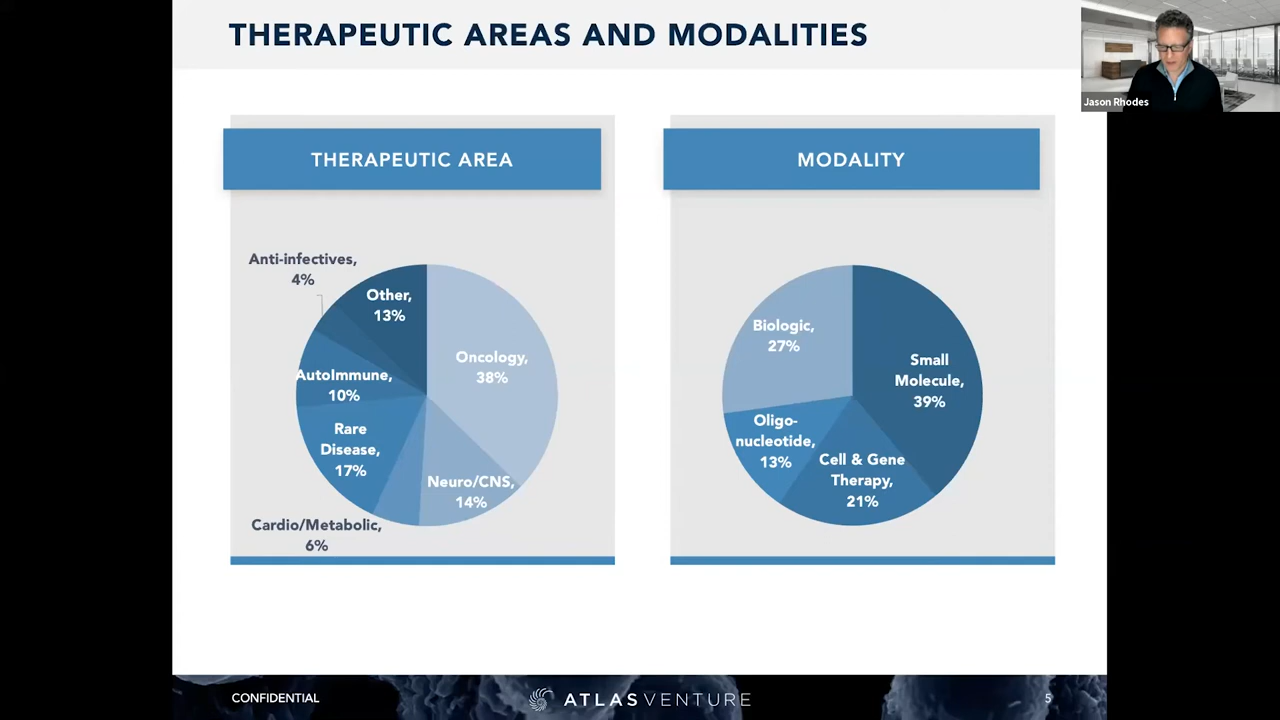 THERAPEUTIC AREAS AND MODALITIES
Jason Rhodes
THERAPEUTIC AREA
Anti-infectives,
4%
Other,
13%
Oncology,
38%
AutoImmune,
10%
Rare
Disease,
17%
Neuro/CNS,
14%
Cardio/Metabolic,
6%
MODALITY
Biologic,
27%
Small
Molecule,
39%
Oligo-
nucleotide,
13%
Cell & Gene
Therapy,
21%
CONFIDENTIAL
ATLAS VENTURE
5